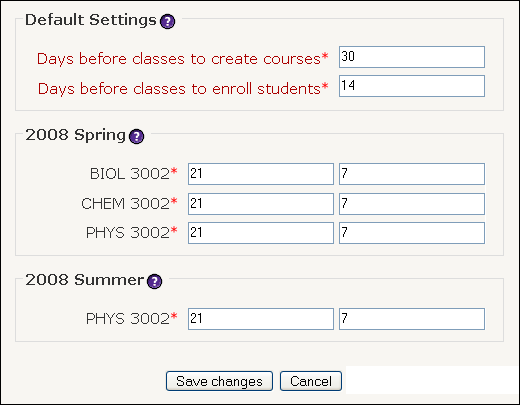 Default Settings ?
Days before classes to create courses* 30
Days before classes to enroll students* 14
2008 Spring ?
BIOL 3002* 21 7
CHEM 3002* 21 7
PHYS 3002* 21 7
2008 Summer ?
PHYS 3002* 21 7
Save changes Cancel